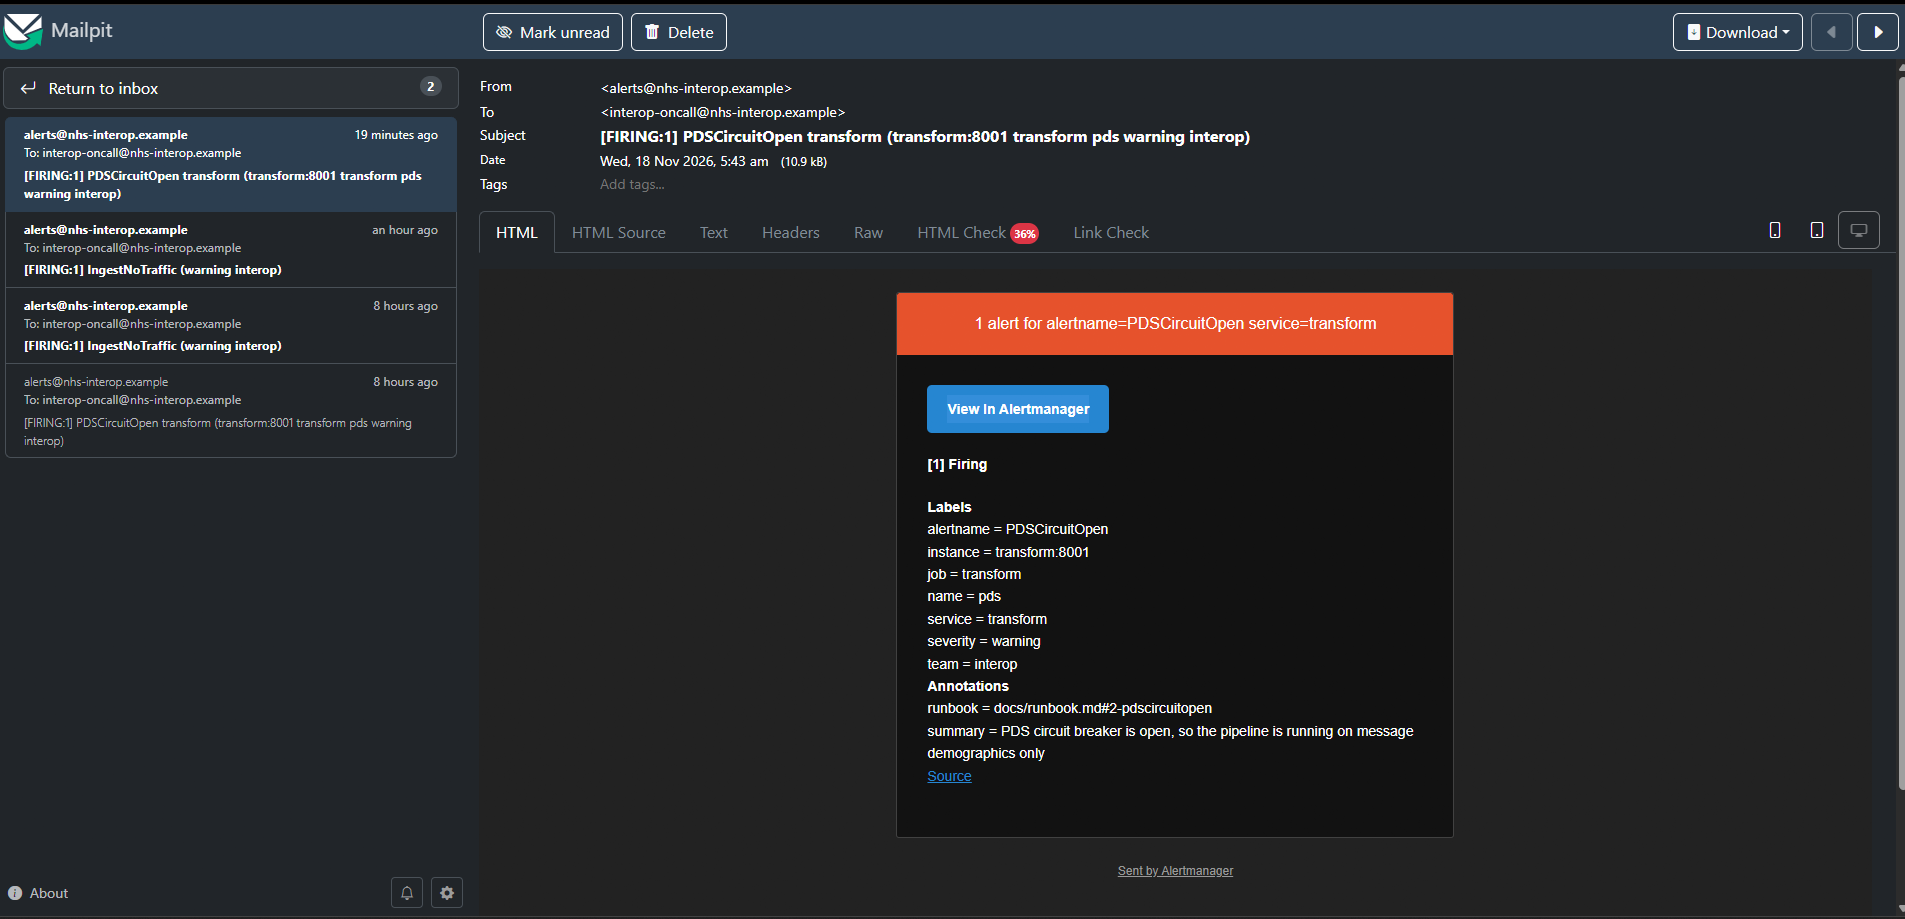 Mailpit
Mark unread
Delete
Download
Return to inbox
2
alerts@nhs-interop.example
19 minutes ago
To: interop-oncall@nhs-interop.example
[FIRING:1] PDSCircuitOpen transform (transform:8001 transform pds
warning interop)
alerts@nhs-interop.example
an hour ago
To: interop-oncall@nhs-interop.example
[FIRING:1] IngestNoTraffic (warning interop)
alerts@nhs-interop.example
8 hours ago
To: interop-oncall@nhs-interop.example
[FIRING:1] IngestNoTraffic (warning interop)
alerts@nhs-interop.example
8 hours ago
To: interop-oncall@nhs-interop.example
[FIRING:1] PDSCircuitOpen transform (transform:8001 transform pds warning
interop)
About
From <alerts@nhs-interop.example>
To <interop-oncall@nhs-interop.example>
Subject [FIRING:1] PDSCircuitOpen transform (transform:8001 transform pds warning interop)
Date Wed, 18 Nov 2026, 5:43 am (10.9 kB)
Tags Add tags...
HTML
HTML Source
Text
Headers
Raw
HTML Check 36%
Link Check
1 alert for alertname=PDSCircuitOpen service=transform
View in Alertmanager
[1] Firing
Labels
alertname = PDSCircuitOpen
instance = transform:8001
job = transform
name = pds
service = transform
severity = warning
team = interop
Annotations
runbook = docs/runbook.md#2-pdscircuitopen
summary = PDS circuit breaker is open, so the pipeline is running on message
demographics only
Source
Sent by Alertmanager